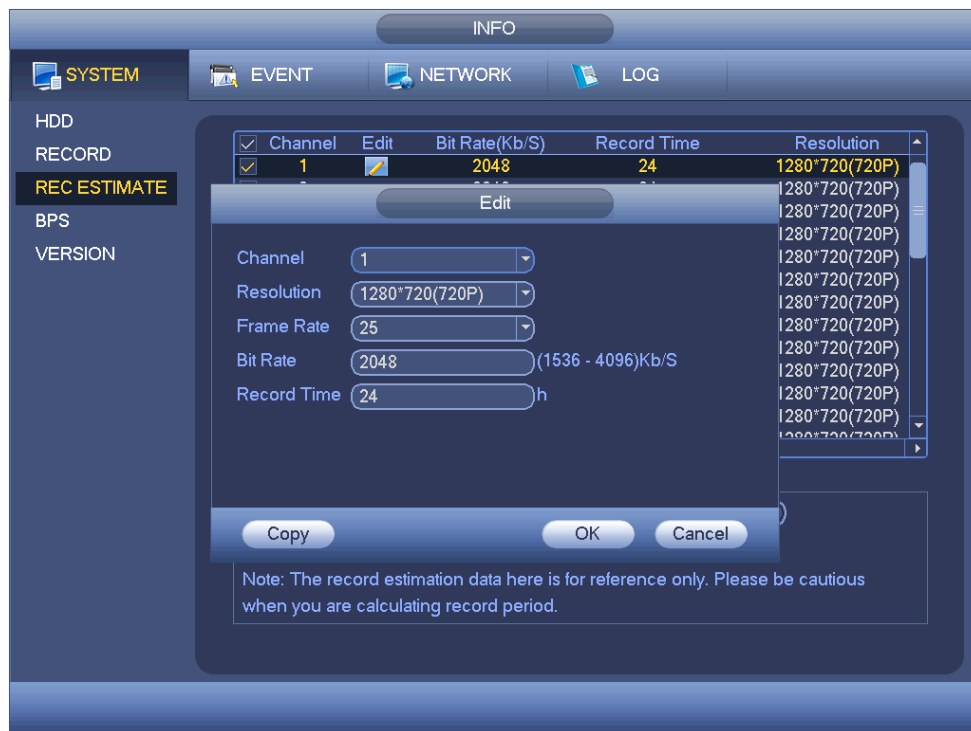 INFO
SYSTEM EVENT NETWORK LOG
HDD
RECORD
REC ESTIMATE
BPS
VERSION
Channel Edit Bit Rate(Kb/S) Record Time Resolution
1 2048 24 1280*720(720P)
1280*720(720P)
1280*720(720P)
1280*720(720P)
1280*720(720P)
1280*720(720P)
1280*720(720P)
1280*720(720P)
1280*720(720P)
1280*720(720P)
1280*720(720P)
1280*720(720P)
1280*720(720P)
Edit
Channel 1
Resolution 1280*720(720P)
Frame Rate 25
Bit Rate 2048 (1536 - 4096)Kb/S
Record Time 24 h
Copy OK Cancel
Note: The record estimation data here is for reference only. Please be cautious
when you are calculating record period.